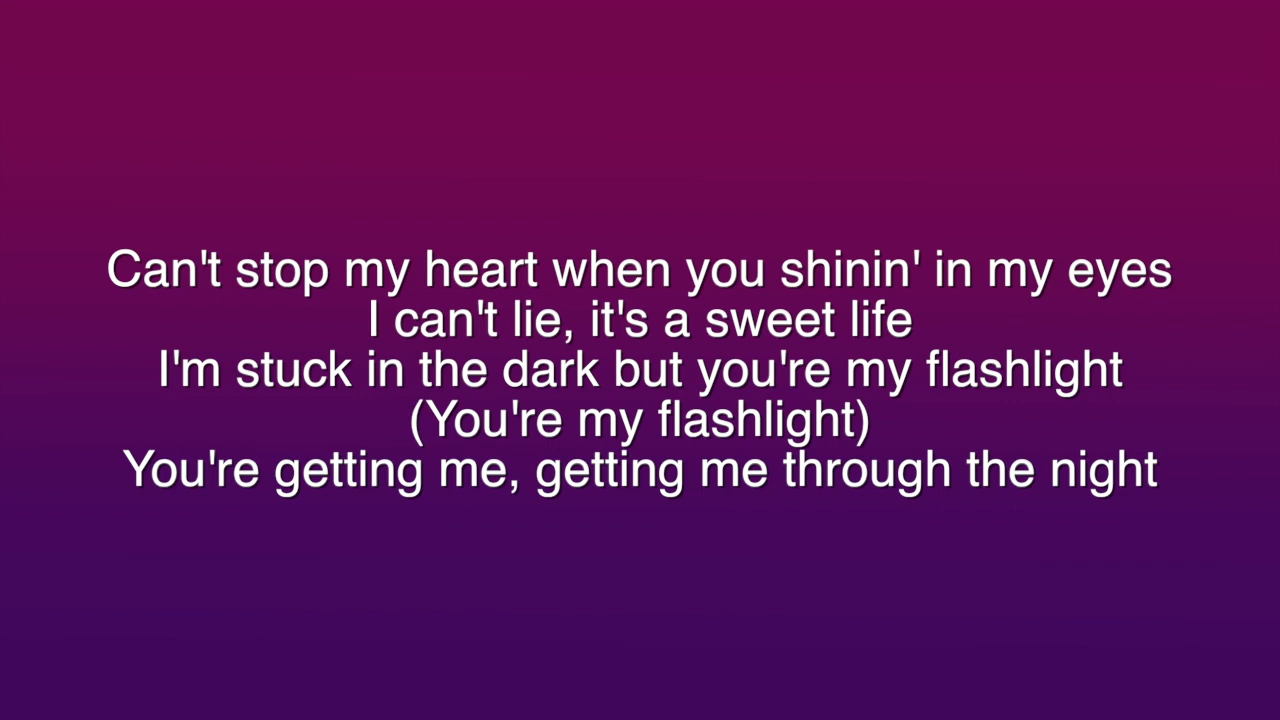 Can't stop my heart when you shinin' in my eyes
I can't lie, it's a sweet life
I'm stuck in the dark but you're my flashlight
(You're my flashlight)
You're getting me, getting me through the night